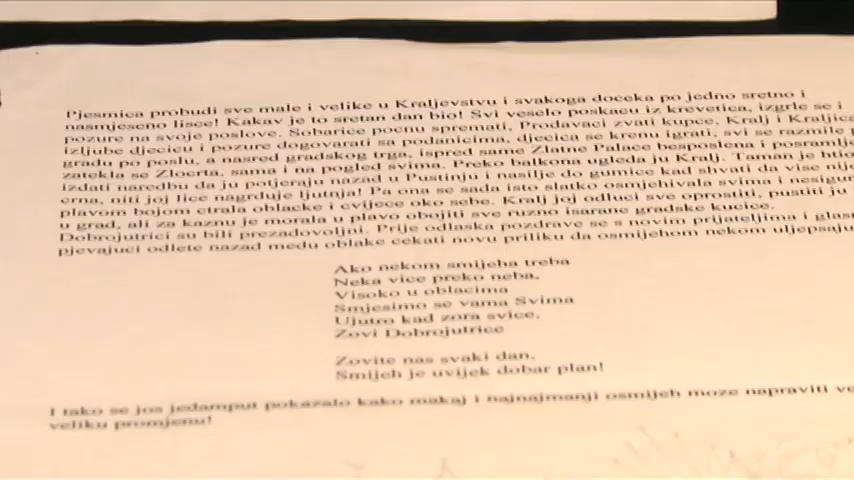 Pjesmica probudi sve male i velike u Kraljevstvu i svakoga doceka po jedno sretno i
nasmjeseno lisce! Kakav je to sretan dan bio! Svi veselo poskacu iz krevetica, izgrle se i
pozure na svoje poslove. Sobarice pocnu spremati, Prodavaci zvati kupce, Kralj i Kraljica
izljube djecicu i pozure dogovarati sa podanicima, djecica se krenu igrati, svi se razmile
gradu po poslu, a nasred gradskog trga, ispred same Zlatne Palace besposlena i
zatekla se Zlocrta, sama i na pogled svima. Preko balkona ugleda ju Kralj. Taman je htio
izdati naredbu da ju potjeraju nazad u Pustinju i nasilje do gumice kad shvati da vise
crna, niti joj lice nagrduje ljutnja! Pa ona se sada isto slatko osmjehivala svima i
plavom bojom crtala oblacke i cvijece oko sebe. Kralj joj odluci sve oprostiti, pustiti ju
u grad, ali za kaznu je morala u plavo obojiti sve ruzno isarane gradske kucice.
Dobrojutrici su bili prezadovoljni. Prije odlaska pozdrave se s novim prijateljima i
pjevajuci odlete nazad medu oblake cekati novu priliku da osmijehom nekom uljepsaju
Ako nekom smijeha treba
Neka vice preko neba.
Visoko u oblacima
Smjesimo se vama Svima
Ujutro kad zora svice,
Zovi Dobrojutrice
Zovite nas svaki dan.
Smijeh je uvijek dobar plan!
I tako se jos jedamput pokazalo kako makaj i najnajmanji osmijeh moze napraviti
veliku promjenu!